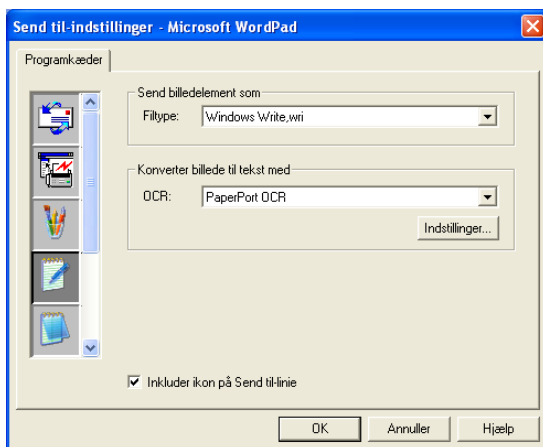 Send til-indstillinger - Microsoft WordPad
Programkæder
Send billedelement som
Filtype: Windows Write,wri
Konverter billede til tekst med
OCR: PaperPort OCR
Indstillinger...
Inkluder ikon på Send til-linie
OK Annuller Hjælp